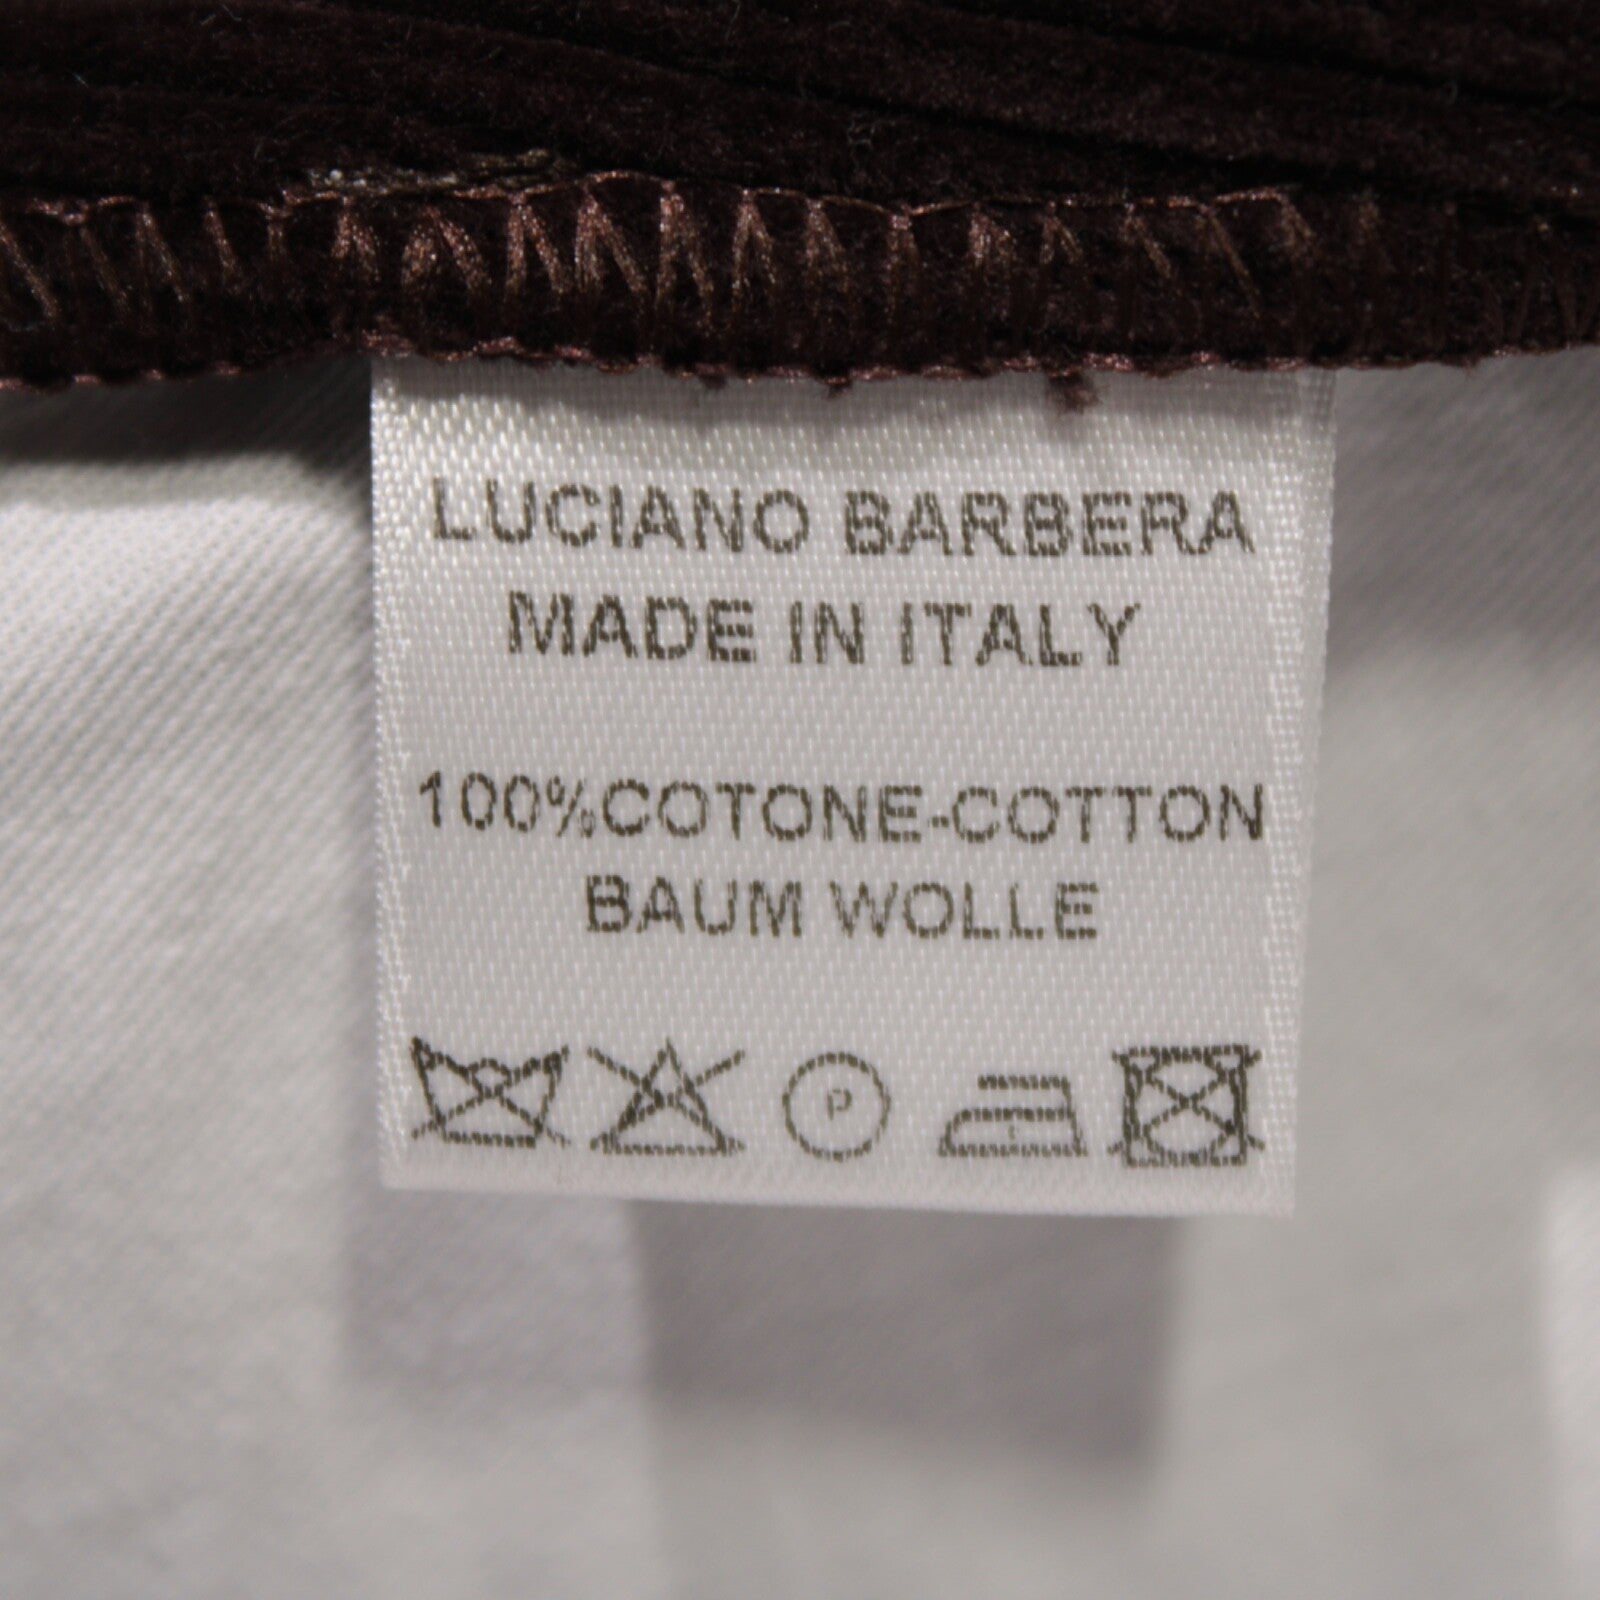 LUCIANO BARBERA
MADE IN ITALY
100%COTONE-COTTON
BAUM WOLLE
P